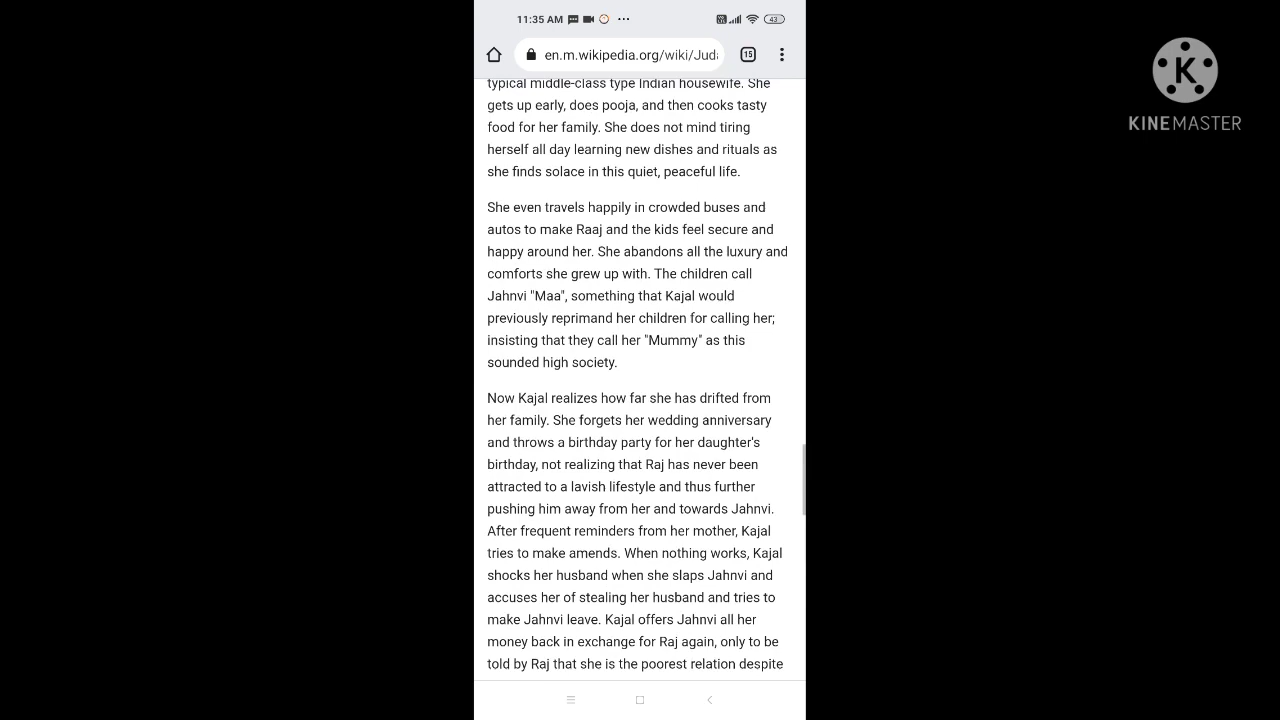 11:35 AM
43
en.m.wikipedia.org/wiki/Jud
15
K
KINEMASTER
typical middle-class type Indian housewife. She
gets up early, does pooja, and then cooks tasty
food for her family. She does not mind tiring
herself all day learning new dishes and rituals as
she finds solace in this quiet, peaceful life.
She even travels happily in crowded buses and
autos to make Raaj and the kids feel secure and
happy around her. She abandons all the luxury and
comforts she grew up with. The children call
Jahnvi "Maa", something that Kajal would
previously reprimand her children for calling her;
insisting that they call her "Mummy" as this
sounded high society.
Now Kajal realizes how far she has drifted from
her family. She forgets her wedding anniversary
and throws a birthday party for her daughter's
birthday, not realizing that Raj has never been
attracted to a lavish lifestyle and thus further
pushing him away from her and towards Jahnvi.
After frequent reminders from her mother, Kajal
tries to make amends. When nothing works, Kajal
shocks her husband when she slaps Jahnvi and
accuses her of stealing her husband and tries to
make Jahnvi leave. Kajal offers Jahnvi all her
money back in exchange for Raj again, only to be
told by Raj that she is the poorest relation despite